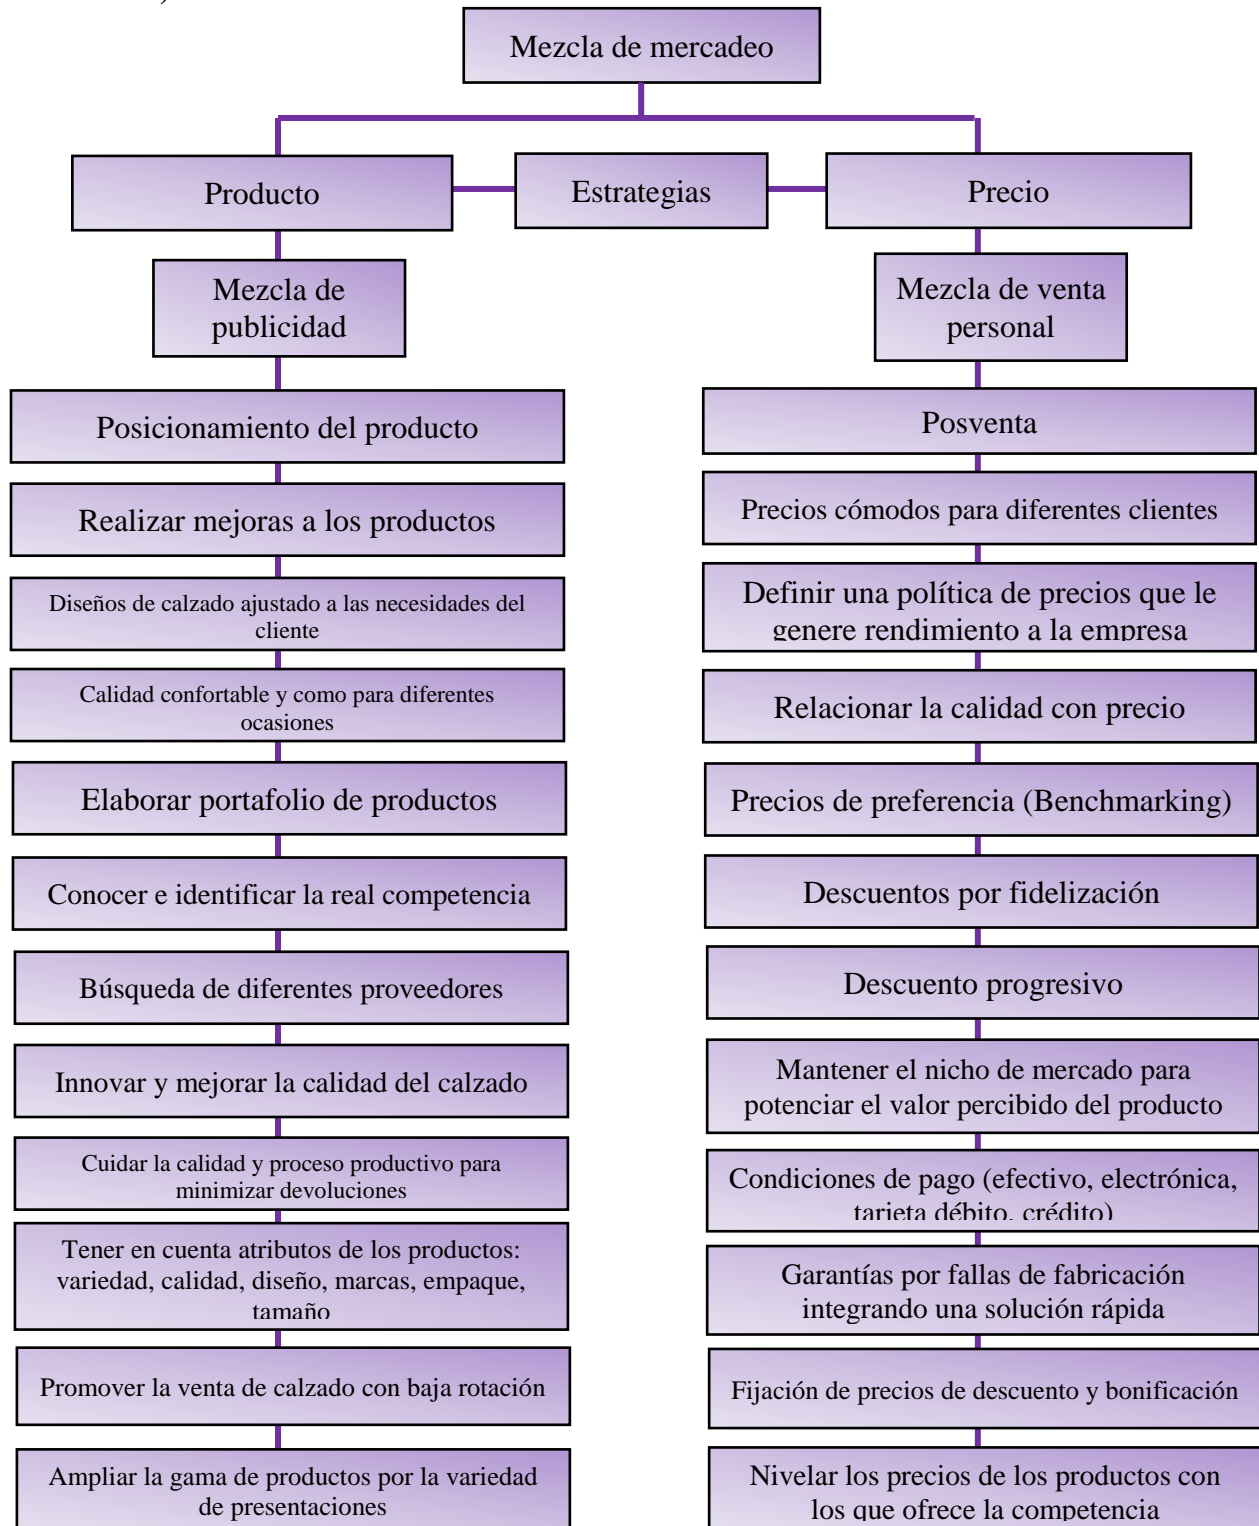 Mezcla de mercadeo
Producto
Estrategias
Precio
Mezcla de
publicidad
Mezcla de venta
personal
Posicionamiento del producto
Realizar mejoras a los productos
Diseños de calzado ajustado a las necesidades del
cliente
Calidad confortable y como para diferentes
ocasiones
Elaborar portafolio de productos
Conocer e identificar la real competencia
Búsqueda de diferentes proveedores
Innovar y mejorar la calidad del calzado
Cuidar la calidad y proceso productivo para
minimizar devoluciones
Tener en cuenta atributos de los productos:
variedad, calidad, diseño, marcas, empaque,
tamaño
Promover la venta de calzado con baja rotación
Ampliar la gama de productos por la variedad
de presentaciones
Posventa
Precios cómodos para diferentes clientes
Definir una política de precios que le
genere rendimiento a la empresa
Relacionar la calidad con precio
Precios de preferencia (Benchmarking)
Descuentos por fidelización
Descuento progresivo
Mantener el nicho de mercado para
potenciar el valor percibido del producto
Condiciones de pago (efectivo, electrónica,
tarjeta débito, crédito)
Garantías por fallas de fabricación
integrando una solución rápida
Fijación de precios de descuento y bonificación
Nivelar los precios de los productos con
los que ofrece la competencia